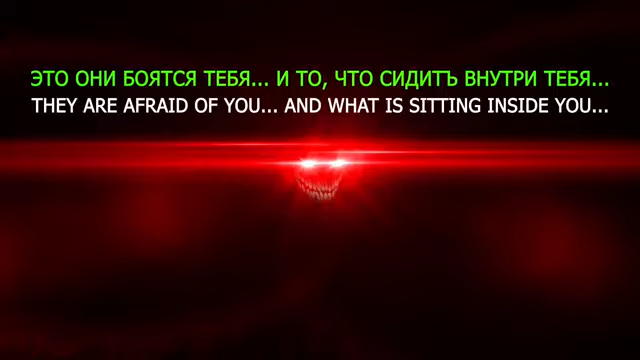 ЭТО ОНИ БОЯТСЯ ТЕБЯ... И ТО, ЧТО СИДИТЪ ВНУТРИ ТЕБЯ...
THEY ARE AFRAID OF YOU... AND WHAT IS SITTING INSIDE YOU...